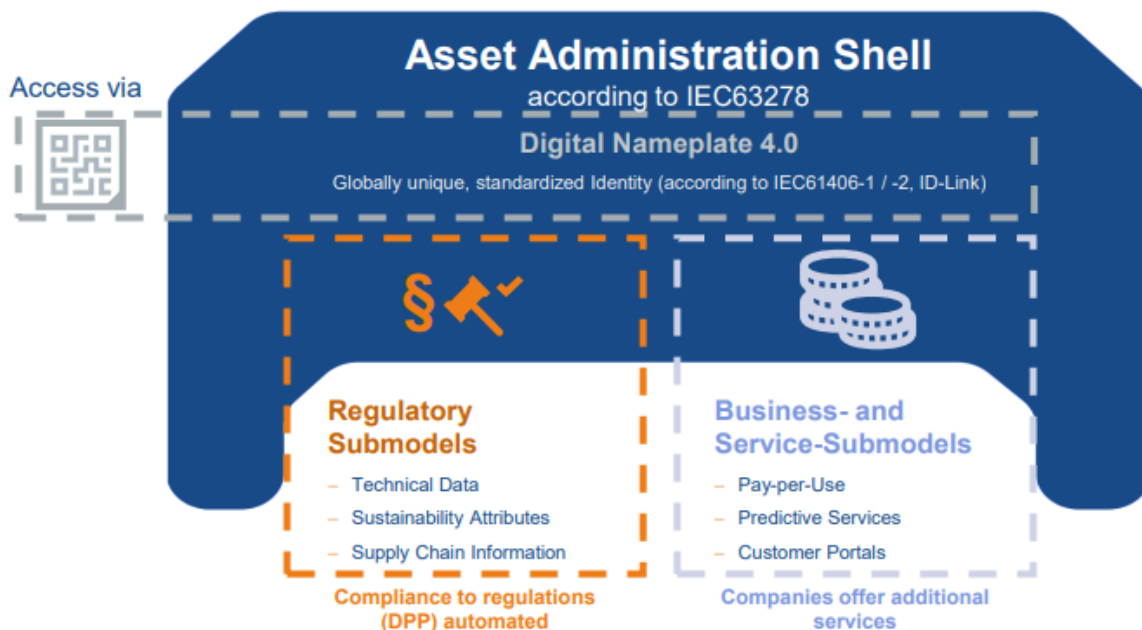 Asset Administration Shell
according to IEC63278
Access via
Digital Nameplate 4.0
Globally unique, standardized Identity (according to IEC61406-1 / -2, ID-Link)
§
Regulatory
Submodels
– Technical Data
– Sustainability Attributes
– Supply Chain Information
Compliance to regulations
(DPP) automated
Business- and
Service-Submodels
– Pay-per-Use
– Predictive Services
– Customer Portals
Companies offer additional
services